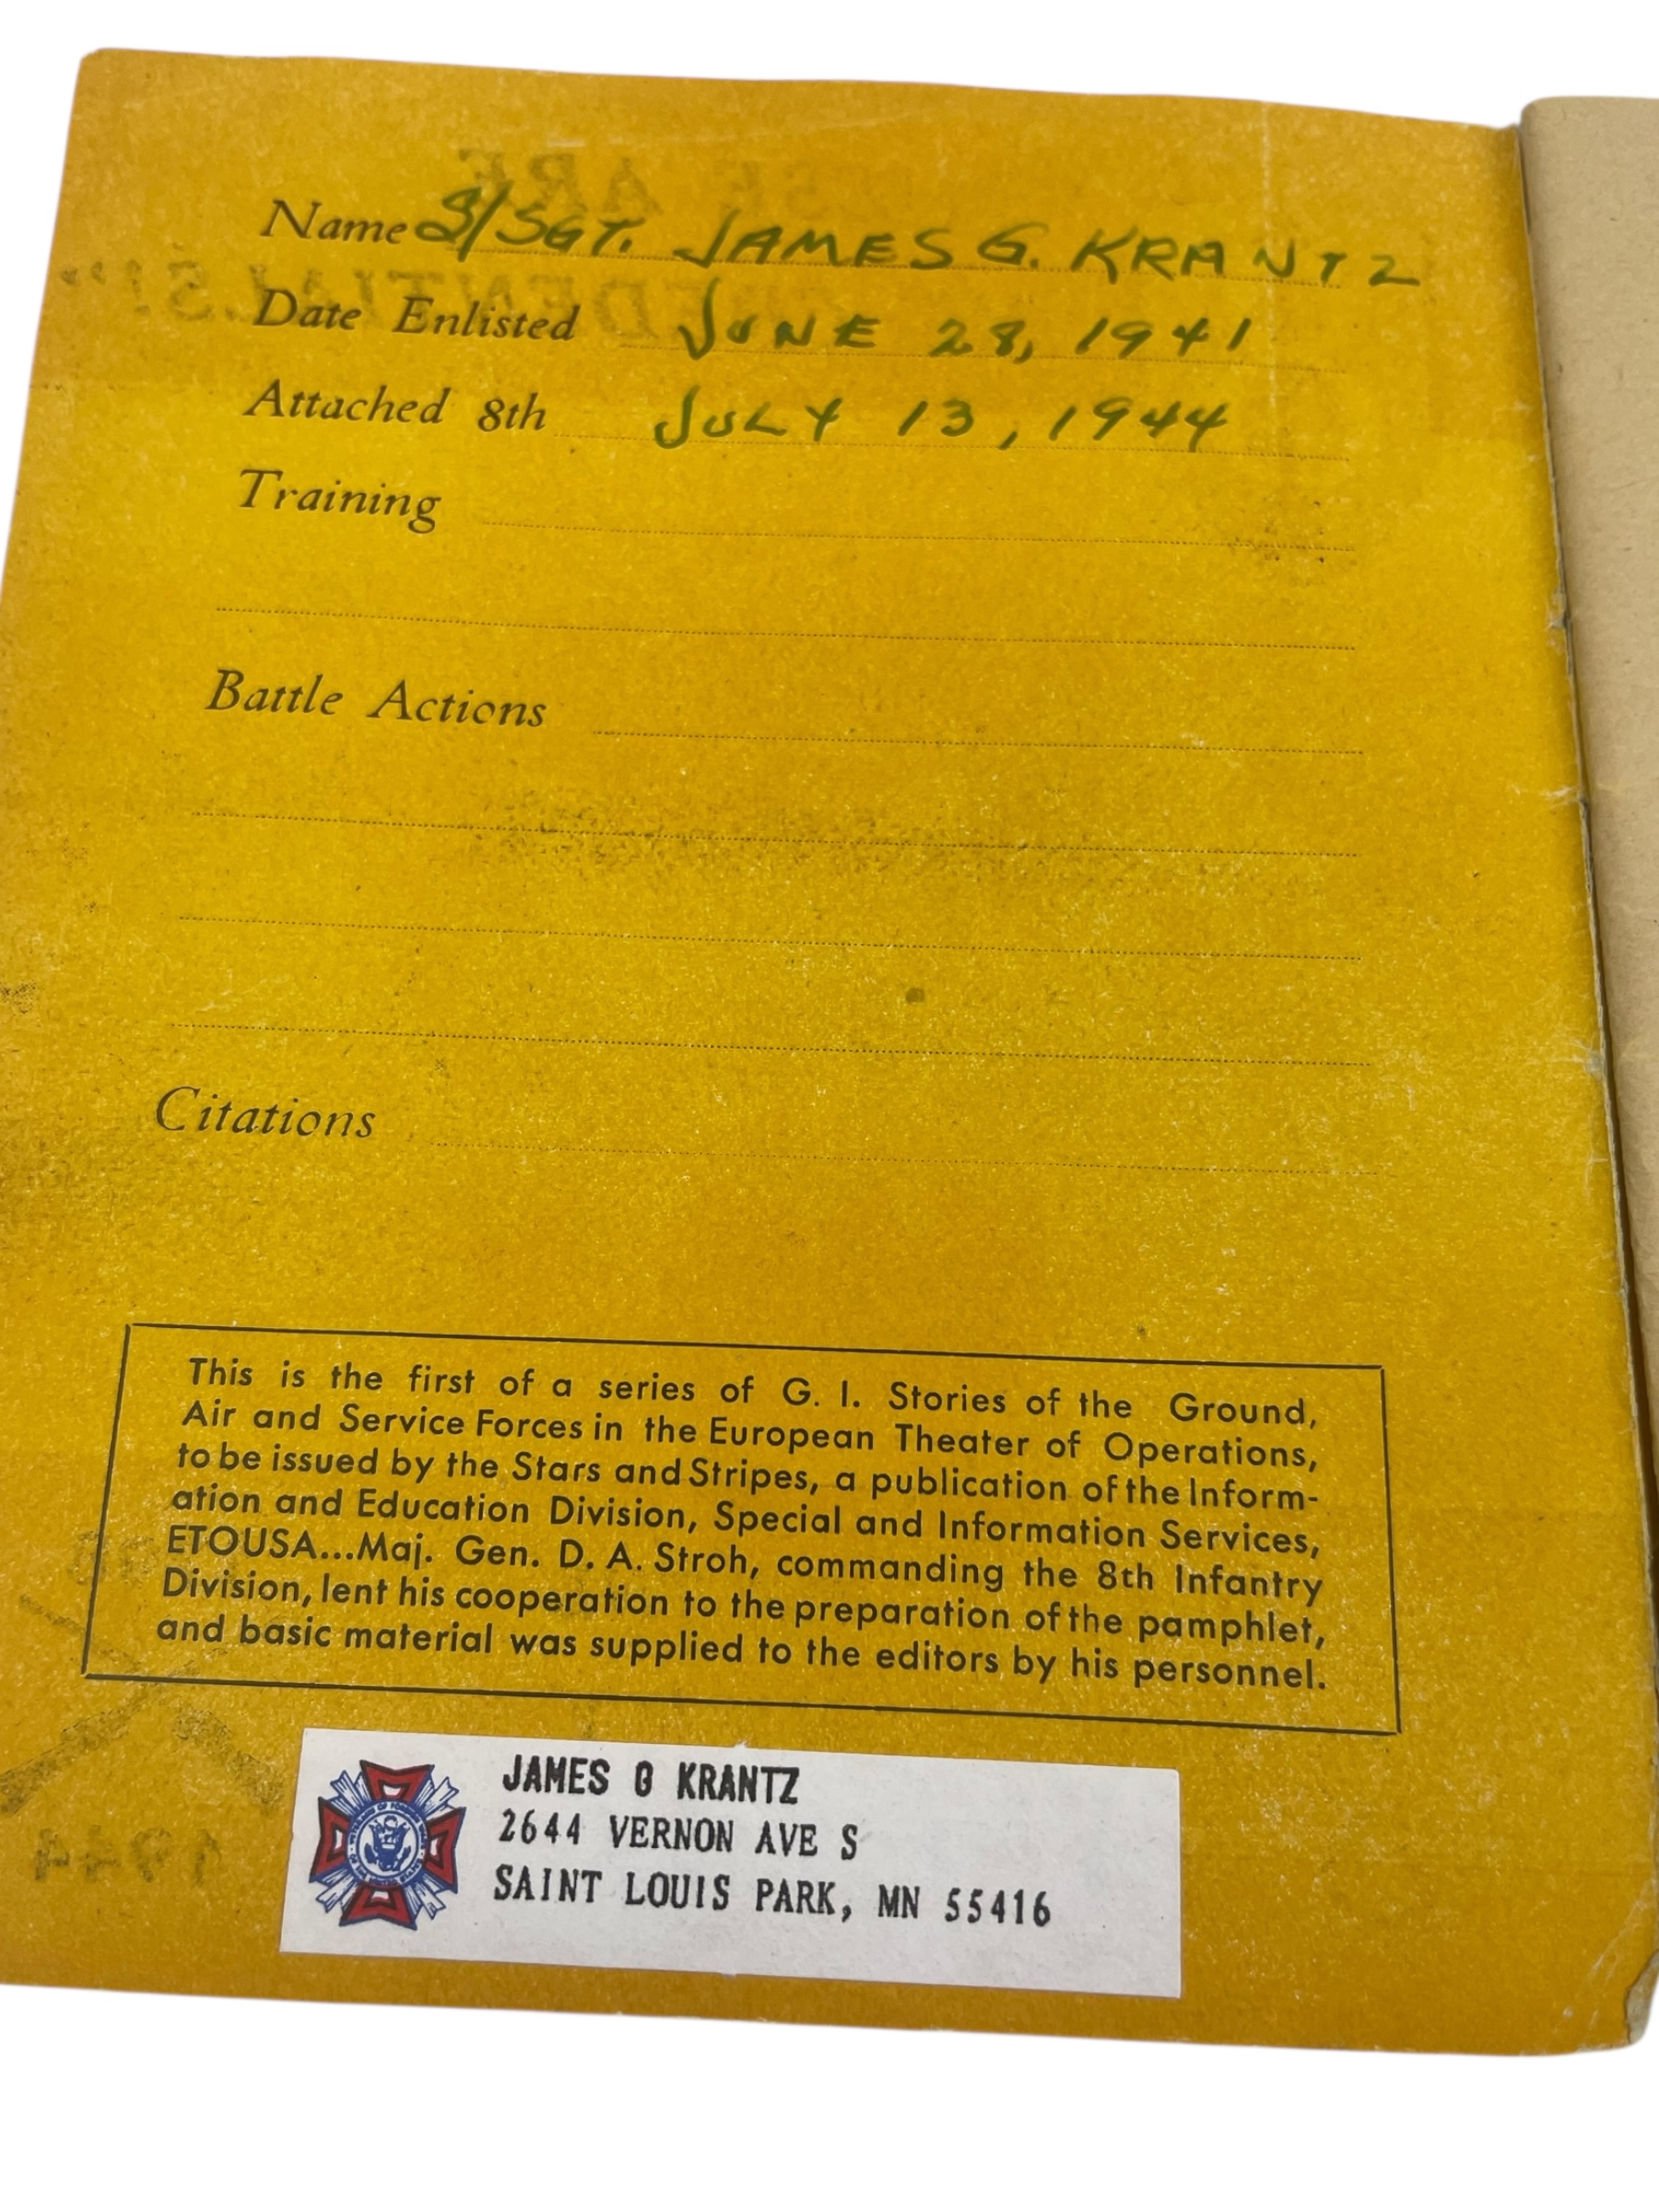 Name S/SGT. JAMES G. KRANTZ
Date Enlisted JUNE 28, 1941
Attached 8th JULY 13, 1944
Training
Battle Actions
Citations
This is the first of a series of G. I. Stories of the Ground,
Air and Service Forces in the European Theater of Operations,
to be issued by the Stars and Stripes, a publication of the Inform-
ation and Education Division, Special and Information Services,
ETOUSA...Maj. Gen. D. A. Stroh, commanding the 8th Infantry
Division, lent his cooperation to the preparation of the pamphlet,
and basic material was supplied to the editors by his personnel.
JAMES G KRANTZ
2644 VERNON AVE S
SAINT LOUIS PARK, MN 55416